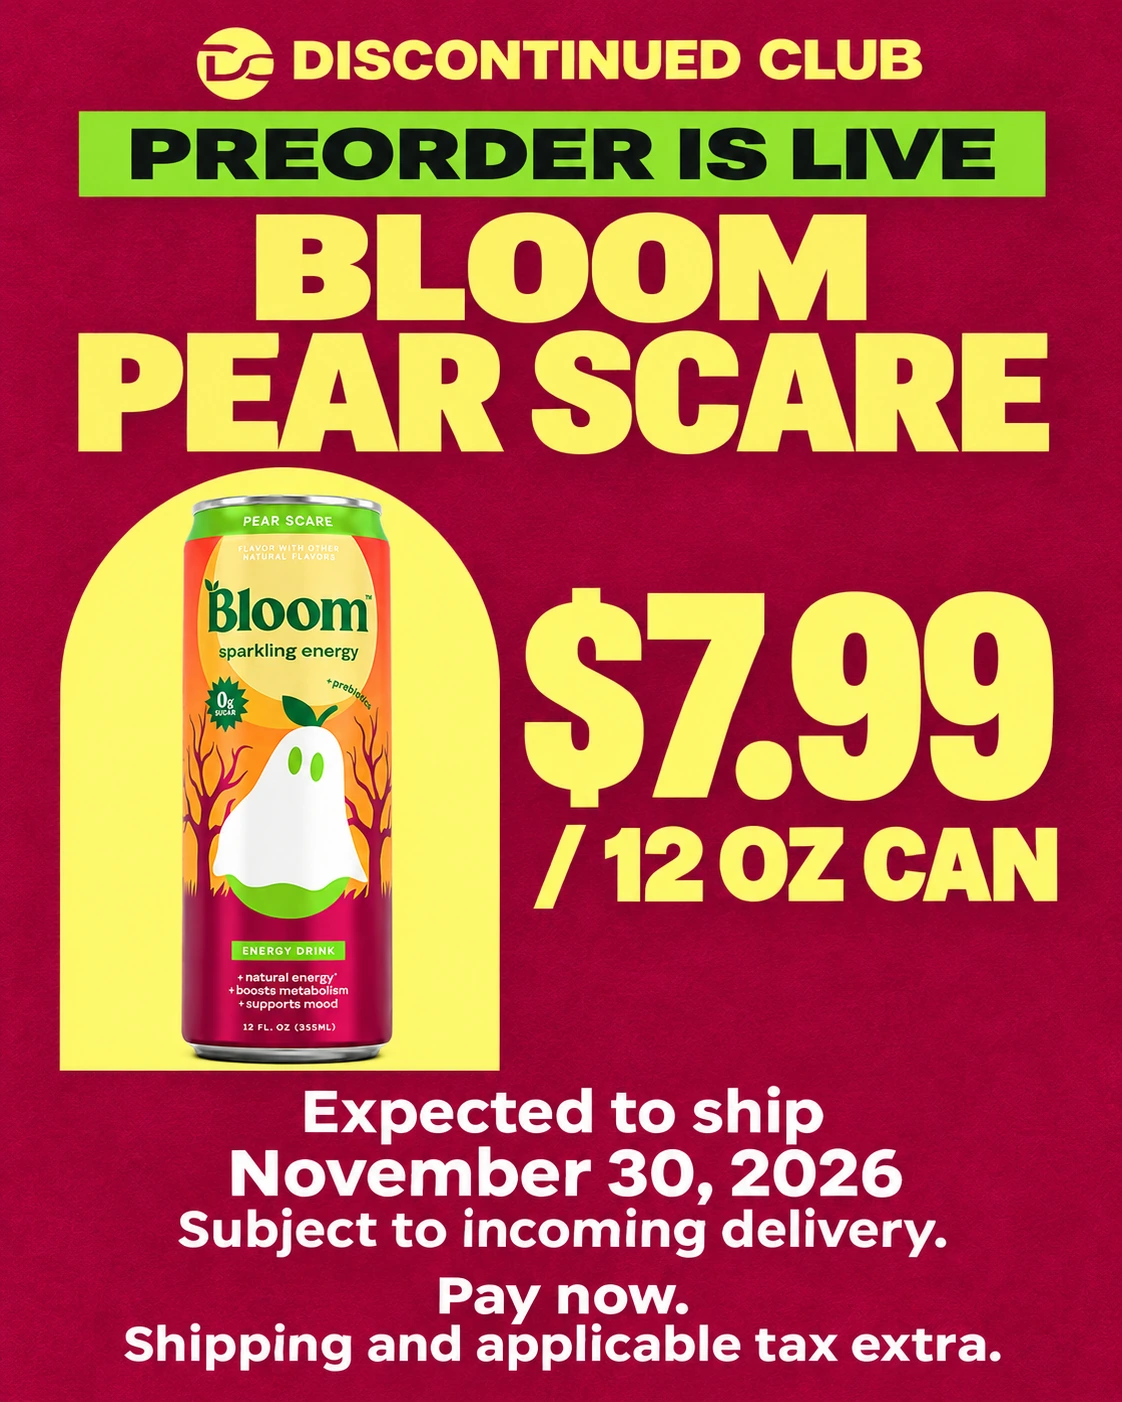 DC DISCONTINUED CLUB
PREORDER IS LIVE
BLOOM
PEAR SCARE
PEAR SCARE
FLAVOR WITH OTHER
NATURAL FLAVORS
Bloom™
sparkling energy
+prebiotics
0g
SUGAR
ENERGY DRINK
+natural energy*
+boosts metabolism
+supports mood
12 FL. OZ (355ML)
$7.99
/ 12 OZ CAN
Expected to ship
November 30, 2026
Subject to incoming delivery.
Pay now.
Shipping and applicable tax extra.